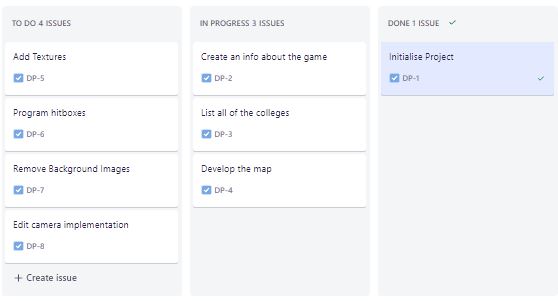 TO DO 4 ISSUES
Add Textures
DP-5
Program hitboxes
DP-6
Remove Background Images
DP-7
Edit camera implementation
DP-8
+ Create issue
IN PROGRESS 3 ISSUES
Create an info about the game
DP-2
List all of the colleges
DP-3
Develop the map
DP-4
DONE 1 ISSUE
Initialise Project
DP-1